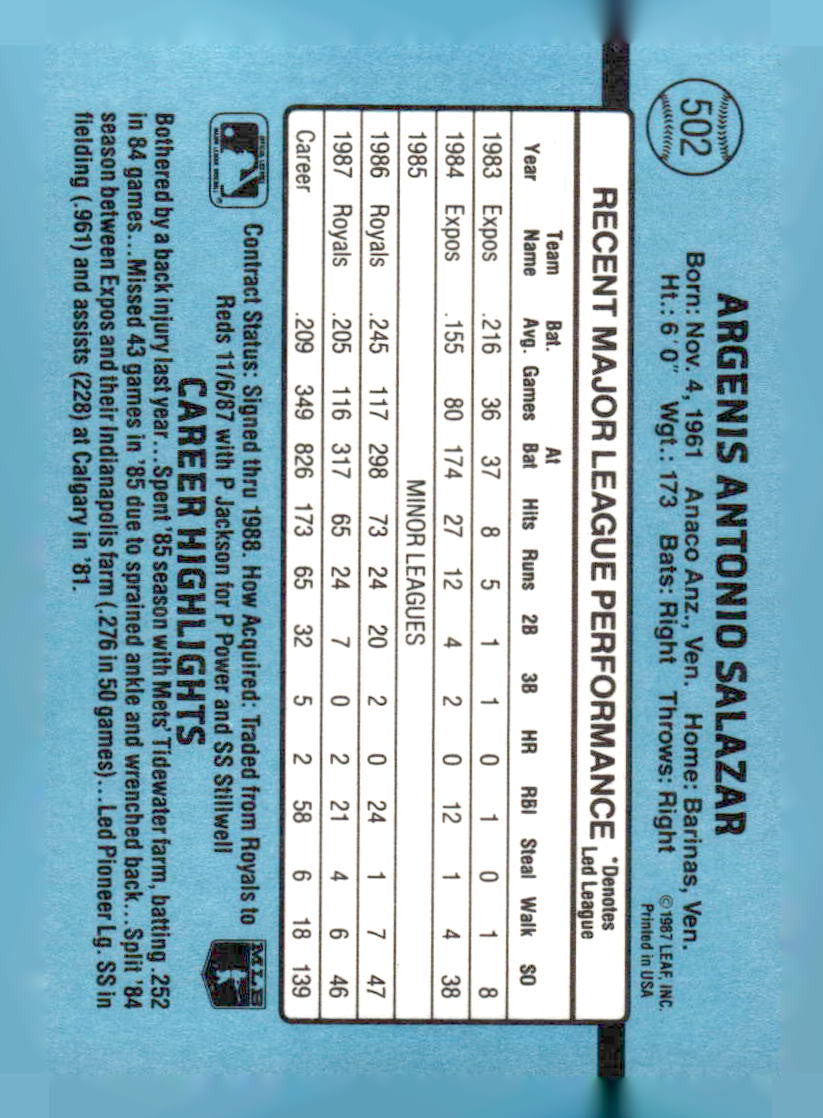 502
ARGENIS ANTONIO SALAZAR
Born: Nov. 4, 1961 Anaco Anz., Ven. Home: Barinas, Ven.
Ht.: 6'0" Wgt.: 173 Bats: Right Throws: Right
©1987 LEAF, INC.
Printed in USA
RECENT MAJOR LEAGUE PERFORMANCE *Denotes Led League
Year Team Name Bat. Avg. Games At Bat Hits Runs 2B 3B HR RBI Steal Walk SO
1983 Expos .216 36 37 8 5 1 1 0 1 0 1 8
1984 Expos .155 80 174 27 12 4 2 0 12 1 4 38
1985 MINOR LEAGUES
1986 Royals .245 117 298 73 24 20 2 0 24 1 7 47
1987 Royals .205 116 317 65 24 7 0 2 21 4 6 46
Career .209 349 826 173 65 32 5 2 58 6 18 139
Contract Status: Signed thru 1988. How Acquired: Traded from Royals to
Reds 11/6/87 with P Jackson for P Power and SS Stillwell
MLB
CAREER HIGHLIGHTS
Bothered by a back injury last year...Spent '85 season with Mets' Tidewater farm, batting .252
in 84 games...Missed 43 games in '85 due to sprained ankle and wrenched back...Split '84
season between Expos and their Indianapolis farm (.276 in 50 games)...Led Pioneer Lg. SS in
fielding (.961) and assists (228) at Calgary in '81.